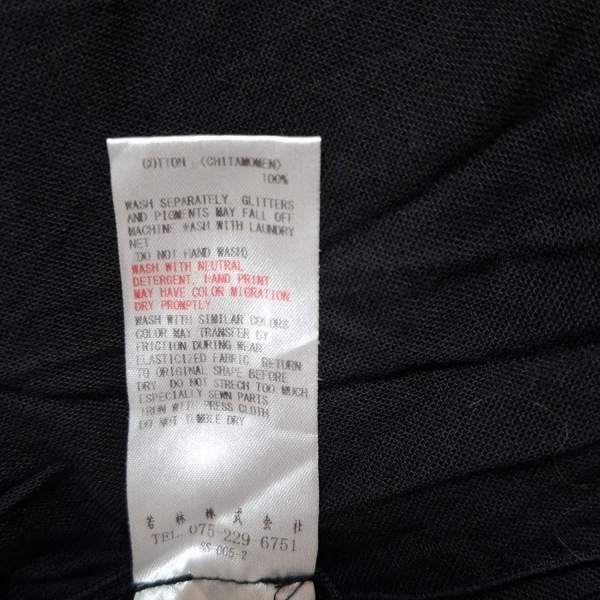 COTTON (CHITAMOMEN)
100%
WASH SEPARATELY. GLITTERS
AND PIGMENTS MAY FALL OFF
MACHINE WASH WITH LAUNDRY
NET
(DO NOT HAND WASH)
WASH WITH NEUTRAL
DETERGENT. HAND PRINT
MAY HAVE COLOR MIGRATION.
DRY PROMPTLY.
WASH WITH SIMILAR COLORS
COLOR MAY TRANSFER BY
FRICTION DURING WEAR
ELASTICIZED FABRIC. RETURN
TO ORIGINAL SHAPE BEFORE
DRY. DO NOT STRECH TOO MUCH
ESPECIALLY SEWN PARTS
IRON WITH PRESS CLOTH
DO NOT TUMBLE DRY
若林株式会社
TEL. 075-229-6751
SS-005-2